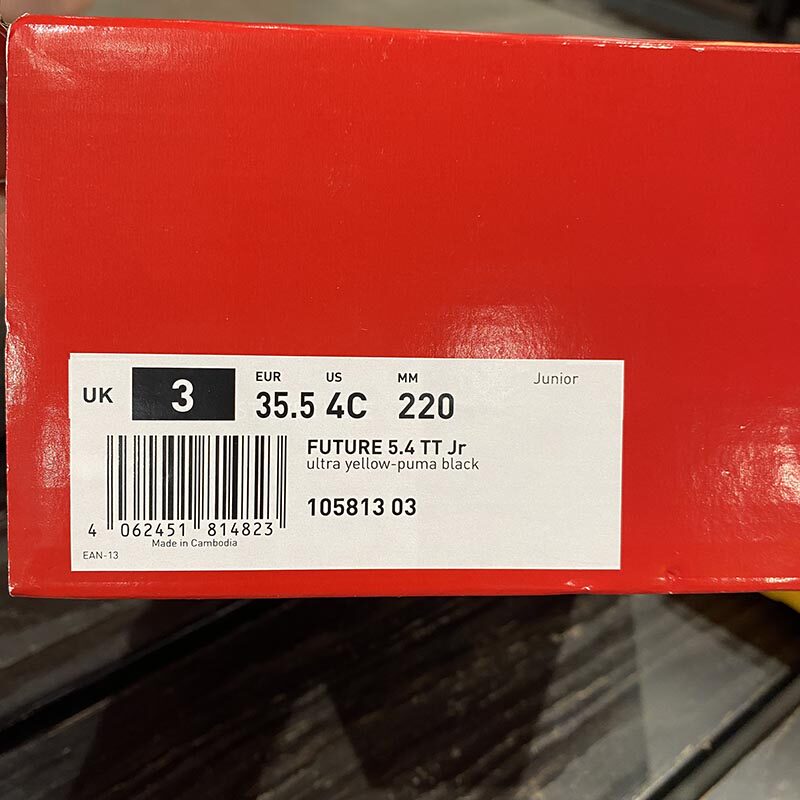 EUR US MM Junior
UK 3 35.5 4C 220
FUTURE 5.4 TT Jr
ultra yellow-puma black
105813 03
4 062451 814823
Made in Cambodia
EAN-13